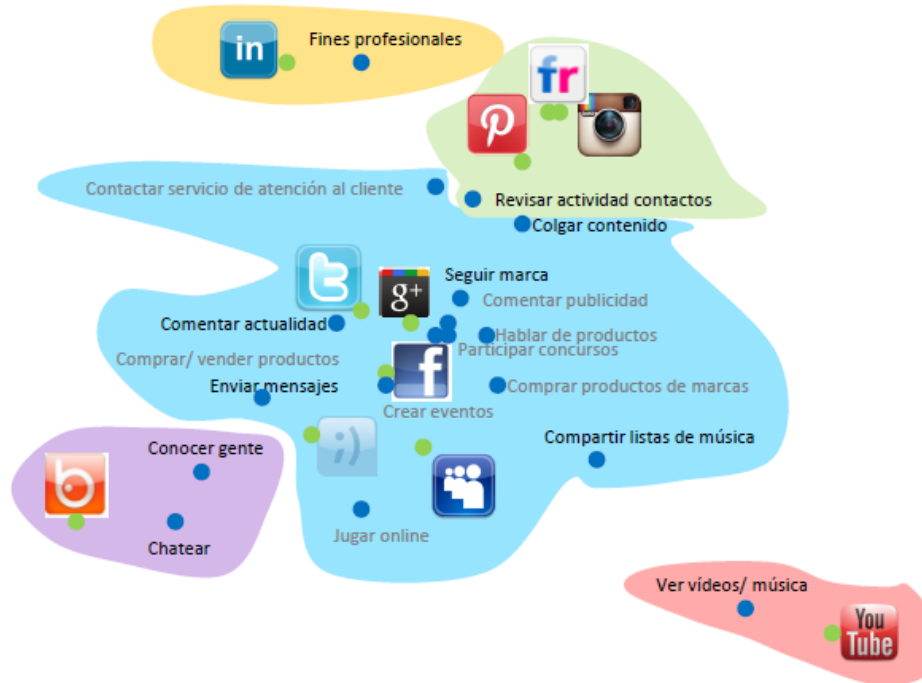 in
Fines profesionales
fr
Contactar servicio de atención al cliente
Revisar actividad contactos
Colgar contenido
Seguir marca
g+
Comentar publicidad
Comentar actualidad
Hablar de productos
Participar concursos
Comprar/ vender productos
f
Enviar mensajes
Comprar productos de marcas
Crear eventos
;)
Compartir listas de música
Conocer gente
b
Jugar online
Chatear
Ver vídeos/ música
You
Tube